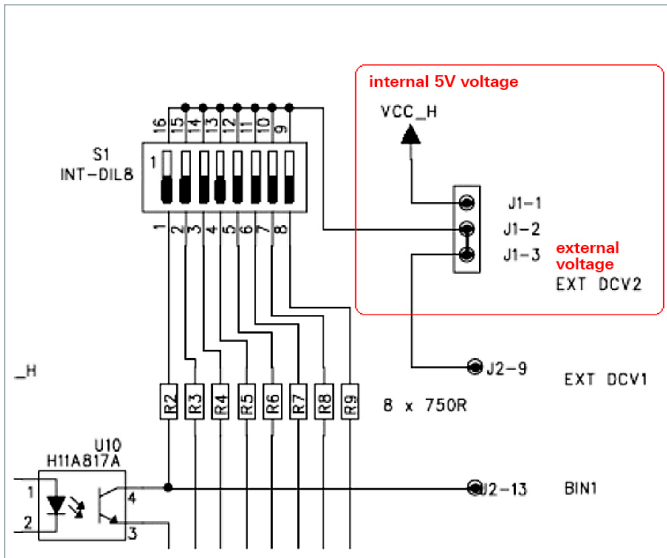 internal 5V voltage
VCC_H
16 15 14 13 12 11 10 9
S1
INT-DIL8
1
J1-1
J1-2
J1-3
external
voltage
EXT DCV2
1 2 3 4 5 6 7 8
J2-9
EXT DCV1
_H
R2 R3 R4 R5 R6 R7 R8 R9
8 x 750R
U10
H11A817A
1
4
J2-13
BIN1
2
3